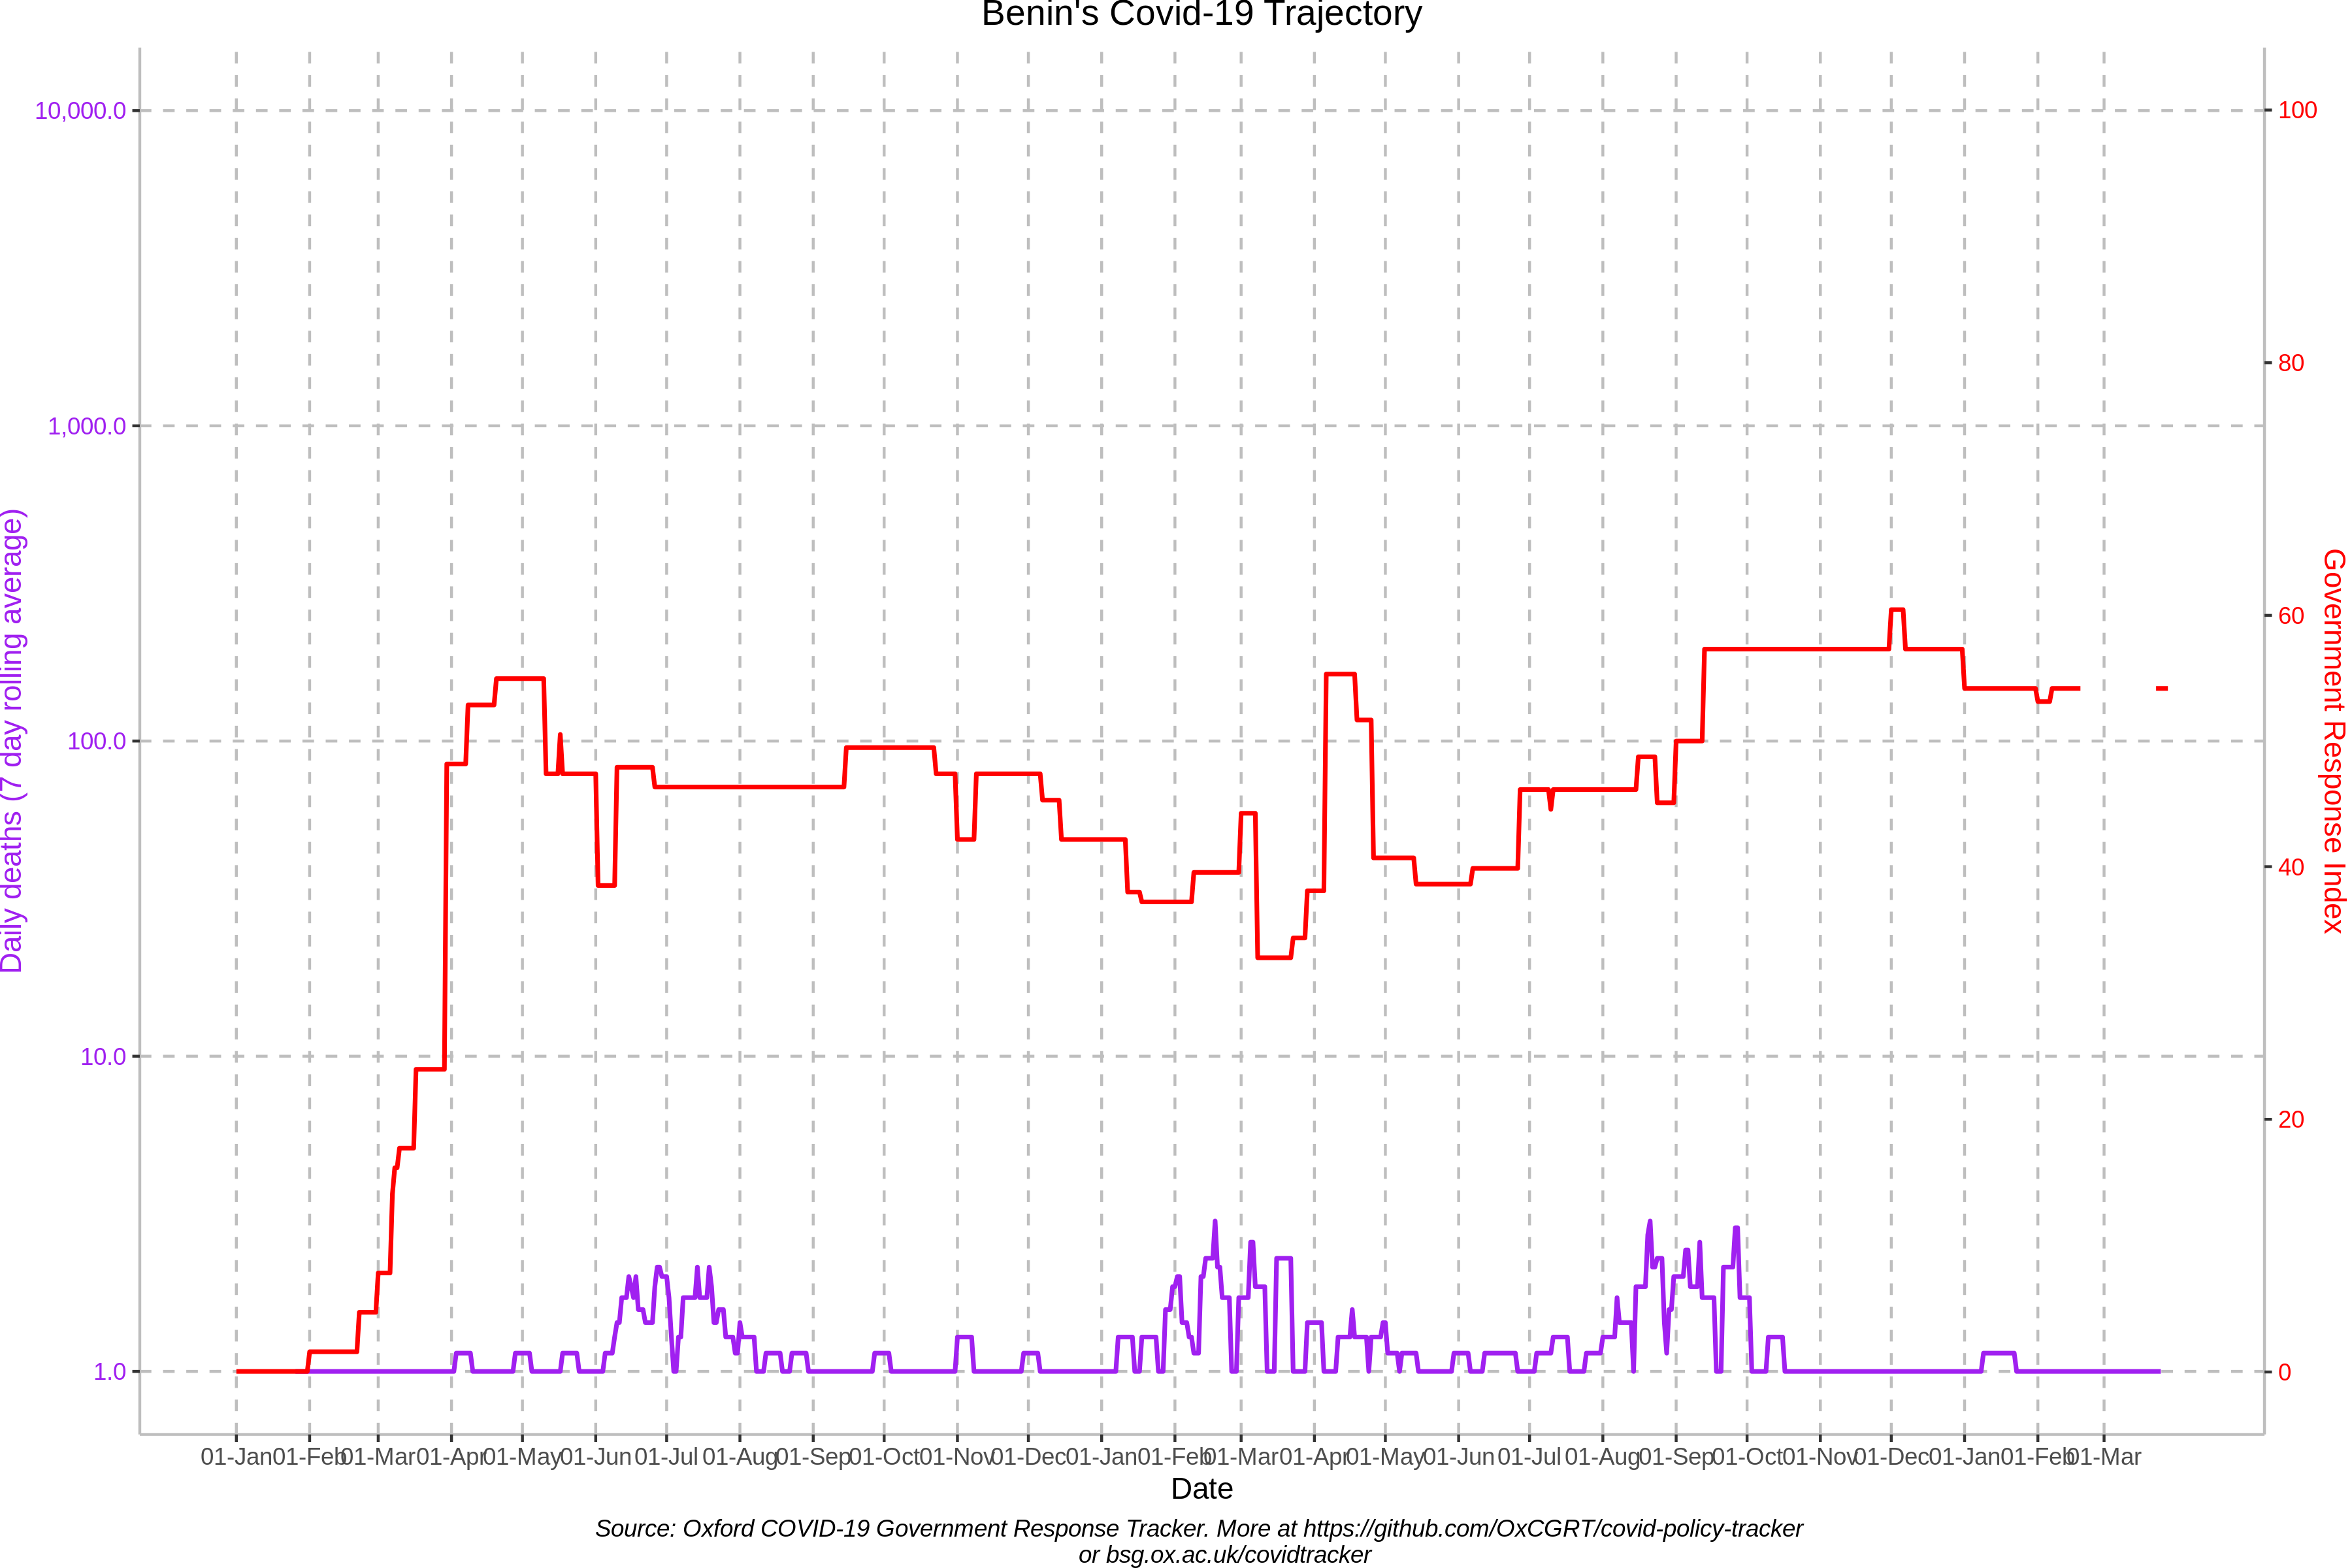 Benin's Covid-19 Trajectory
10,000.0
1,000.0
100.0
10.0
1.0
Daily deaths (7 day rolling average)
100
80
60
40
20
0
Government Response Index
01-Jan 01-Feb 01-Mar 01-Apr 01-May 01-Jun 01-Jul 01-Aug 01-Sep 01-Oct 01-Nov 01-Dec 01-Jan 01-Feb 01-Mar 01-Apr 01-May 01-Jun 01-Jul 01-Aug 01-Sep 01-Oct 01-Nov 01-Dec 01-Jan 01-Feb 01-Mar
Date
Source: Oxford COVID-19 Government Response Tracker. More at https://github.com/OxCGRT/covid-policy-tracker
or bsg.ox.ac.uk/covidtracker